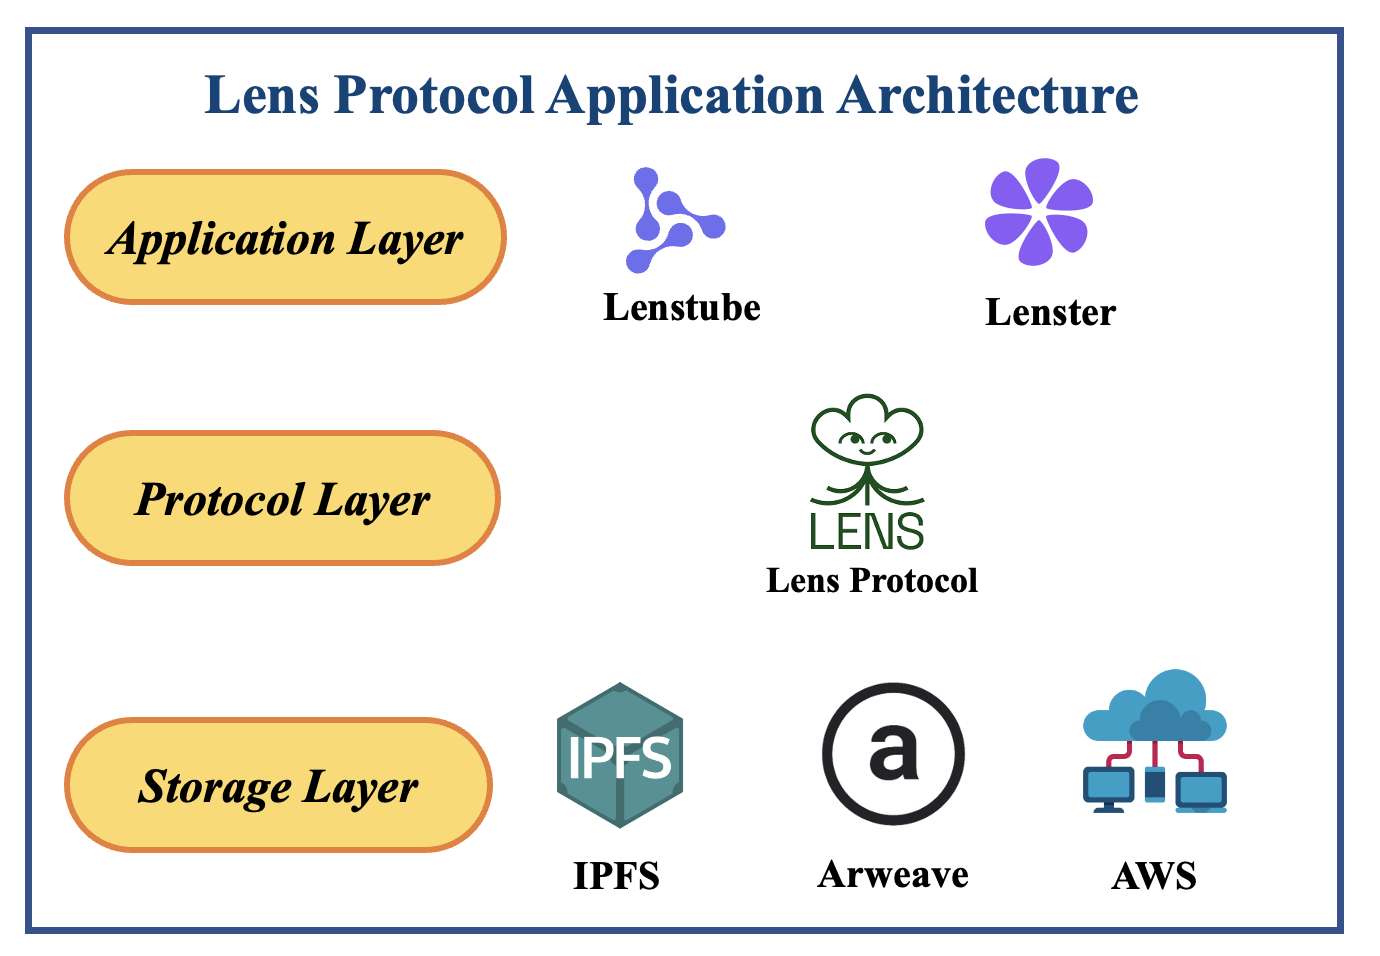 Lens Protocol Application Architecture
Application Layer
Lenstube
Lenster
Protocol Layer
LENS
Lens Protocol
Storage Layer
IPFS
a
IPFS
Arweave
AWS